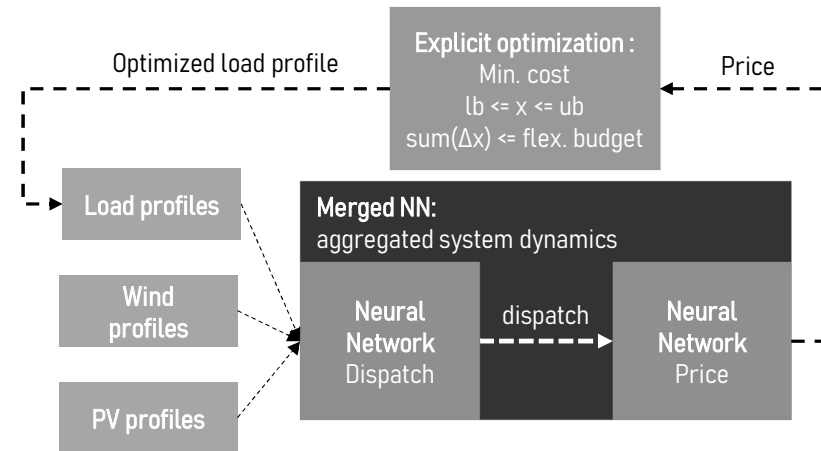 Explicit optimization :
Min. cost
lb <= x <= ub
sum(Δx) <= flex. budget
Optimized load profile
Price
Load profiles
Wind
profiles
PV profiles
Merged NN:
aggregated system dynamics
Neural
Network
Dispatch
dispatch
Neural
Network
Price